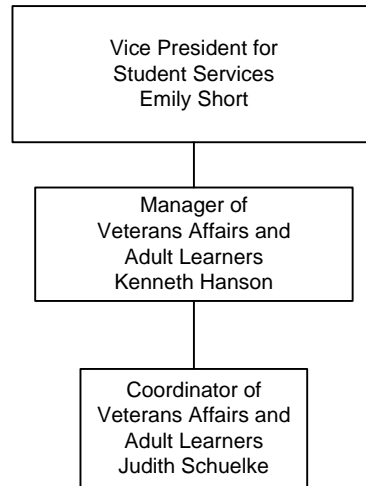 Vice President for
Student Services
Emily Short
Manager of
Veterans Affairs and
Adult Learners
Kenneth Hanson
Coordinator of
Veterans Affairs and
Adult Learners
Judith Schuelke